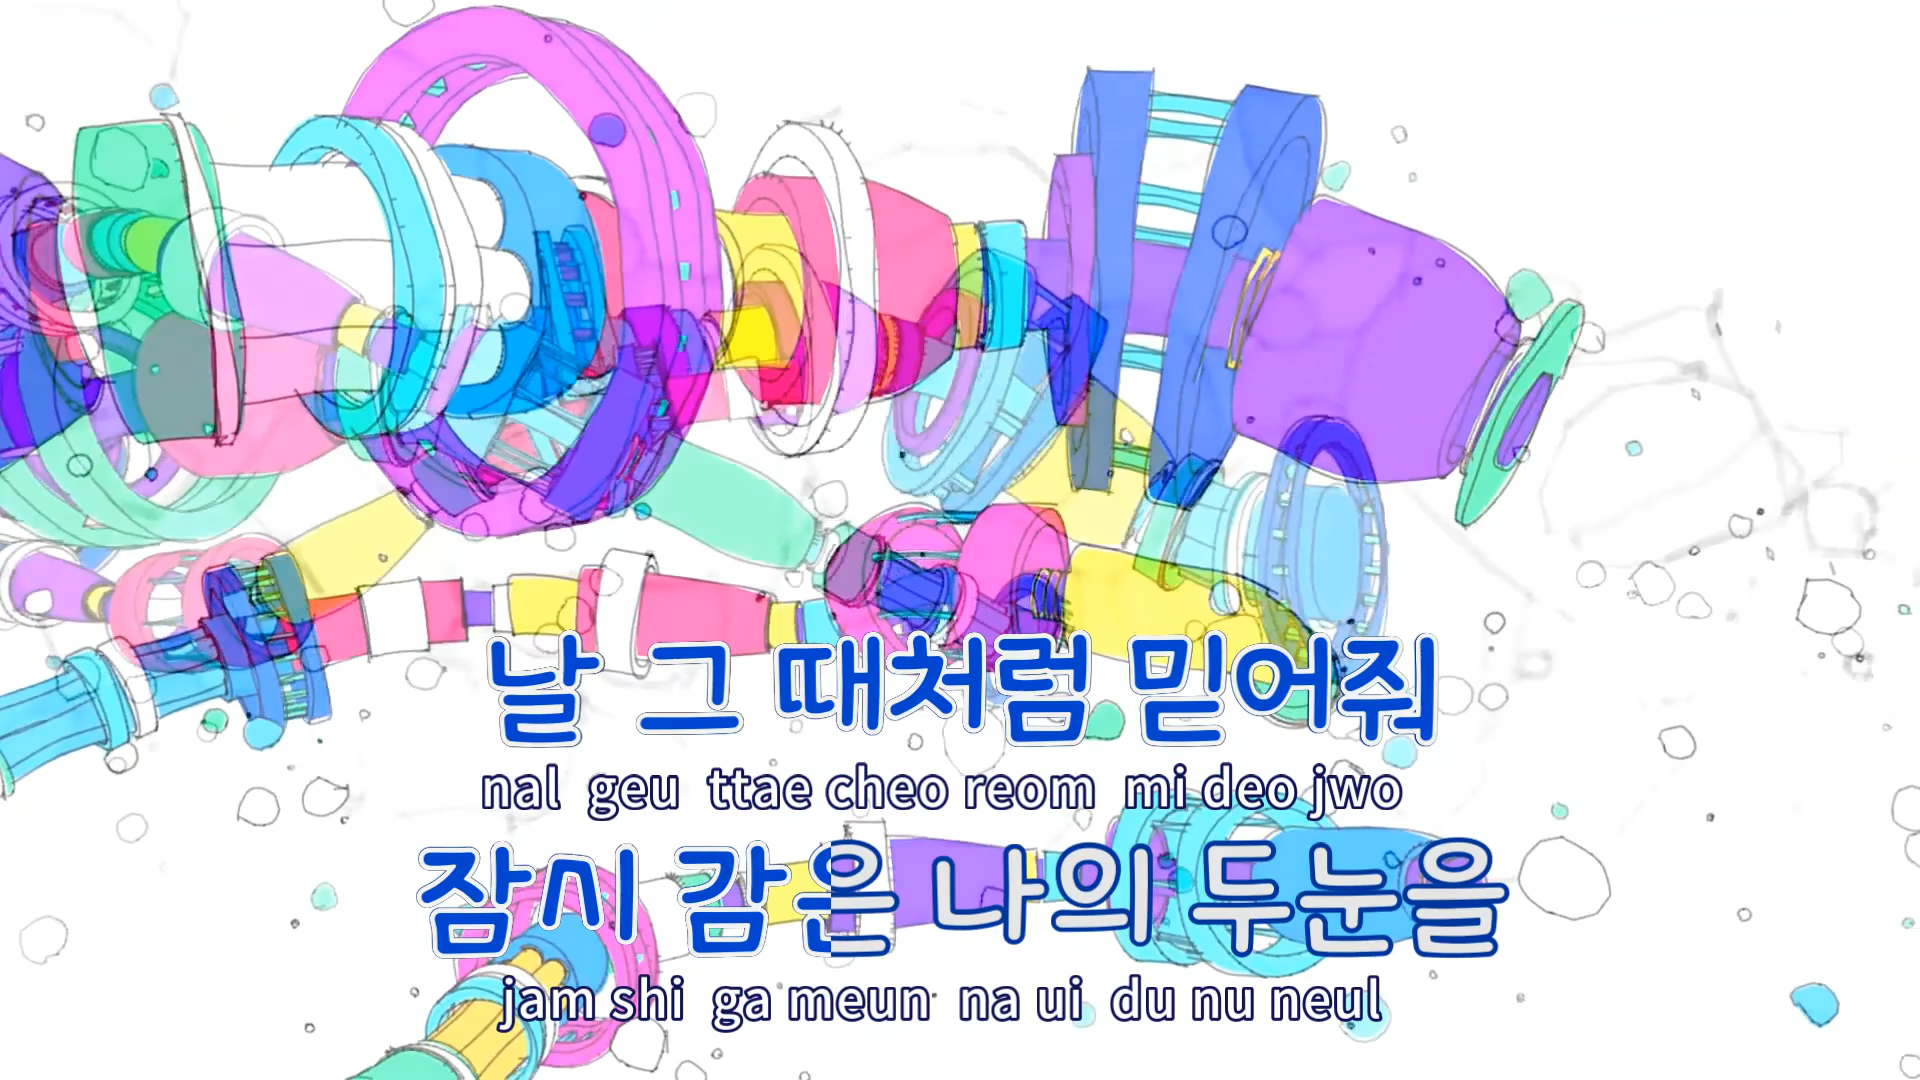 날 그 때처럼 믿어줘
nal geu ttae cheo reom mi deo jwo
잠시 감은 나의 두눈을
jam shi ga meun na ui du nu neul